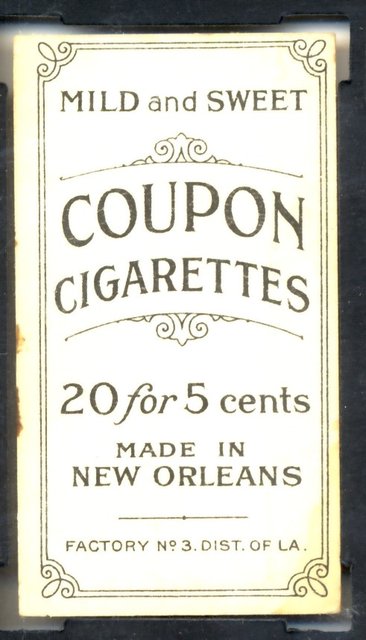 MILD and SWEET
COUPON
CIGARETTES
20 for 5 cents
MADE IN
NEW ORLEANS
FACTORY Nº 3. DIST. OF LA.